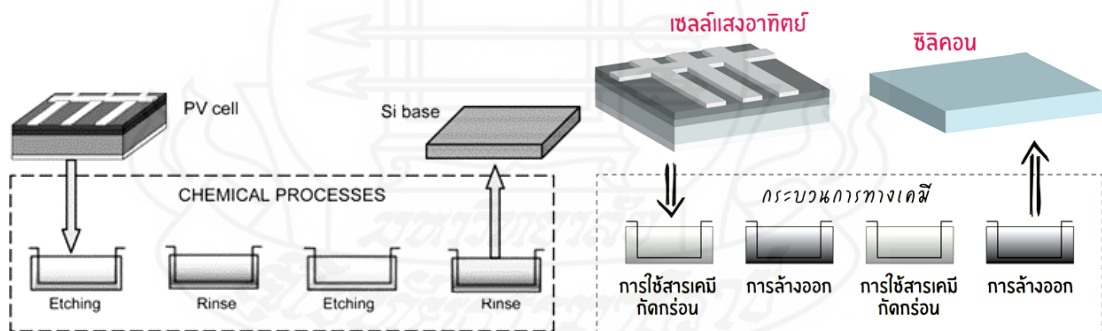 PV cell
Si base
CHEMICAL PROCESSES
Etching
Rinse
Etching
Rinse
เซลล์แสงอาทิตย์
ซิลิคอน
กระบวนการทางเคมี
การใช้สารเคมี
กัดกร่อน
การล้างออก
การใช้สารเคมี
กัดกร่อน
การล้างออก